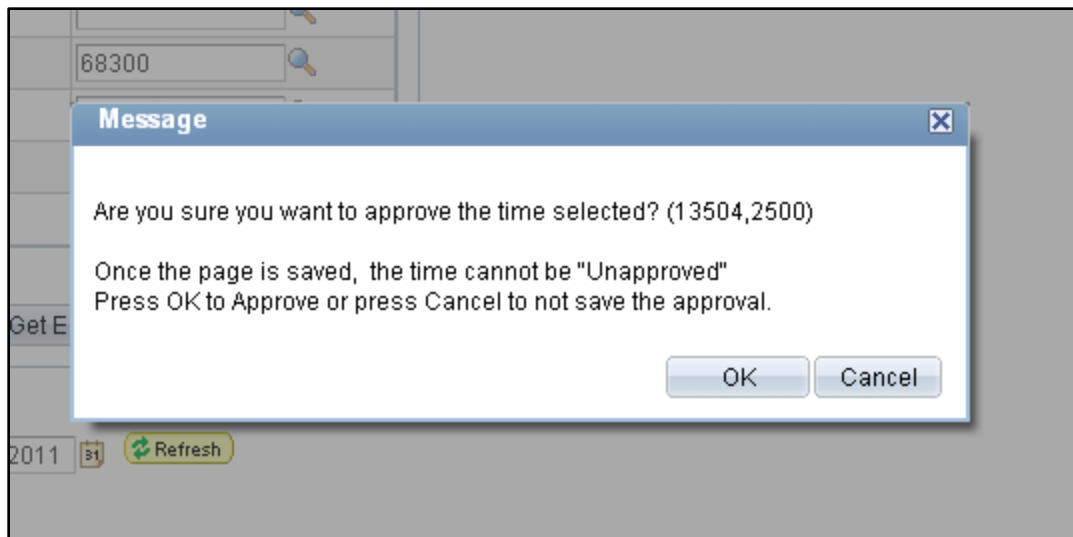 68300
Message
Are you sure you want to approve the time selected? (13504,2500)
Once the page is saved, the time cannot be "Unapproved"
Press OK to Approve or press Cancel to not save the approval.
Get E
OK Cancel
2011 31 Refresh